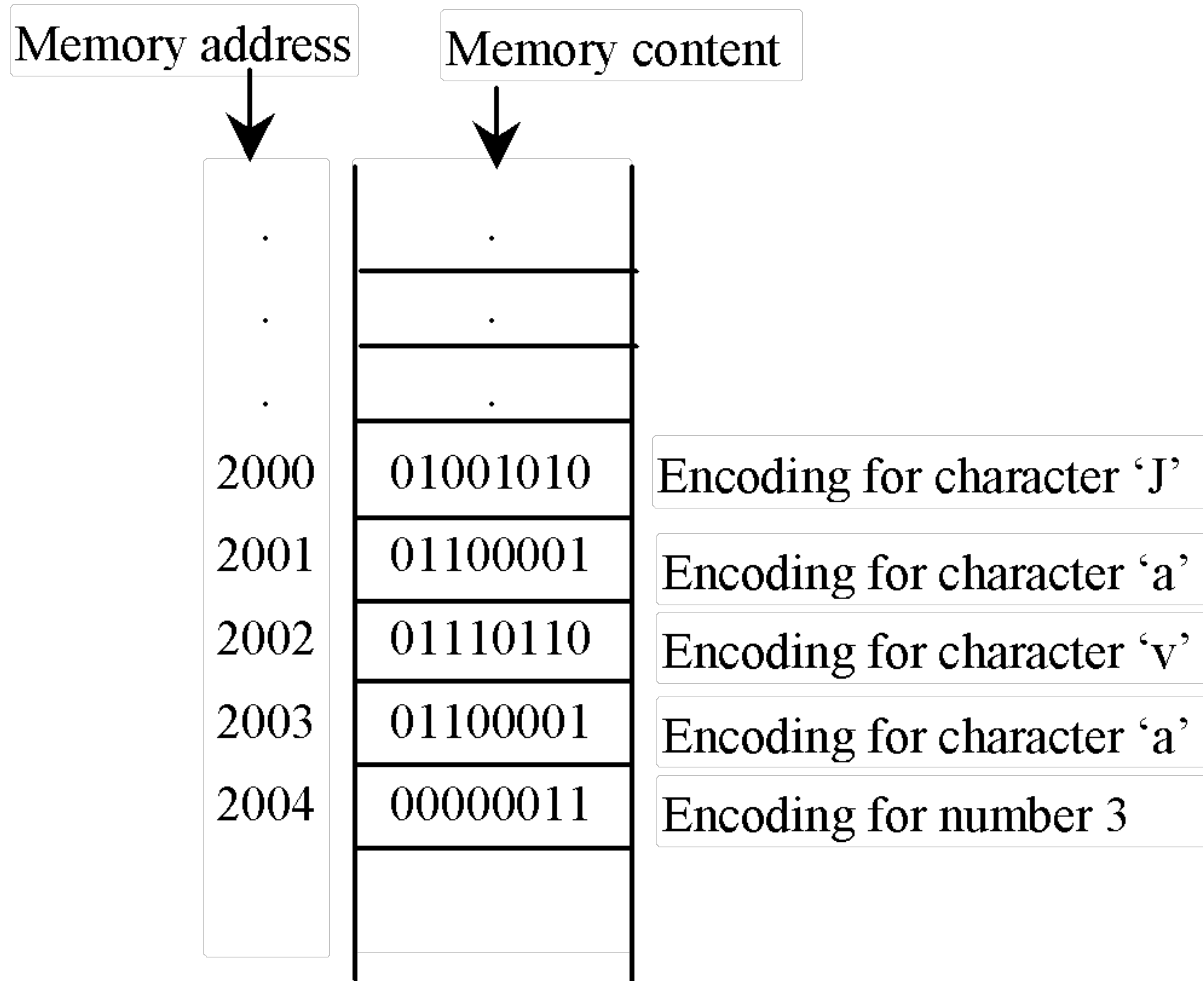 Memory address Memory content
. .
. .
. .
2000 01001010 Encoding for character ‘J’
2001 01100001 Encoding for character ‘a’
2002 01110110 Encoding for character ‘v’
2003 01100001 Encoding for character ‘a’
2004 00000011 Encoding for number 3